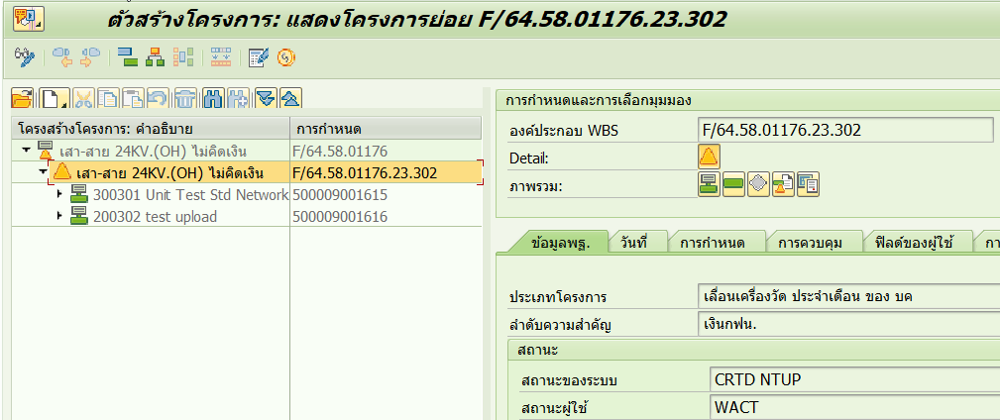 ตัวสร้างโครงการ: แสดงโครงการย่อย F/64.58.01176.23.302
โครงสร้างโครงการ: คำอธิบาย การกำหนด
เสา-สาย 24KV.(OH) ไม่คิดเงิน F/64.58.01176
เสา-สาย 24KV.(OH) ไม่คิดเงิน F/64.58.01176.23.302
300301 Unit Test Std Network 500009001615
200302 test upload 500009001616
การกำหนดและการเลือกมุมมอง
องค์ประกอบ WBS F/64.58.01176.23.302
Detail:
ภาพรวม:
ข้อมูลพฐ. วันที่ การกำหนด การควบคุม ฟิลด์ของผู้ใช้ กา
ประเภทโครงการ เลื่อนเครื่องวัด ประจำเดือน ของ บค
ลำดับความสำคัญ เงินกฟน.
สถานะ
สถานะของระบบ CRTD NTUP
สถานะผู้ใช้ WACT